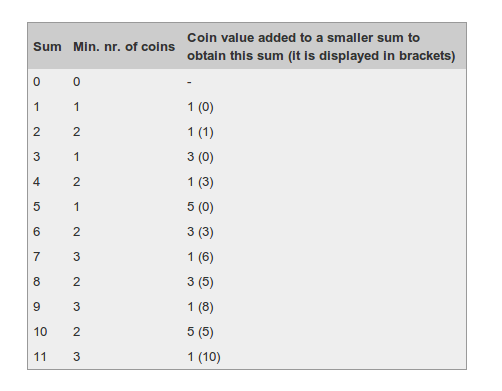 Sum Min. nr. of coins Coin value added to a smaller sum to
obtain this sum (it is displayed in brackets)
0 0 -
1 1 1 (0)
2 2 1 (1)
3 1 3 (0)
4 2 1 (3)
5 1 5 (0)
6 2 3 (3)
7 3 1 (6)
8 2 3 (5)
9 3 1 (8)
10 2 5 (5)
11 3 1 (10)